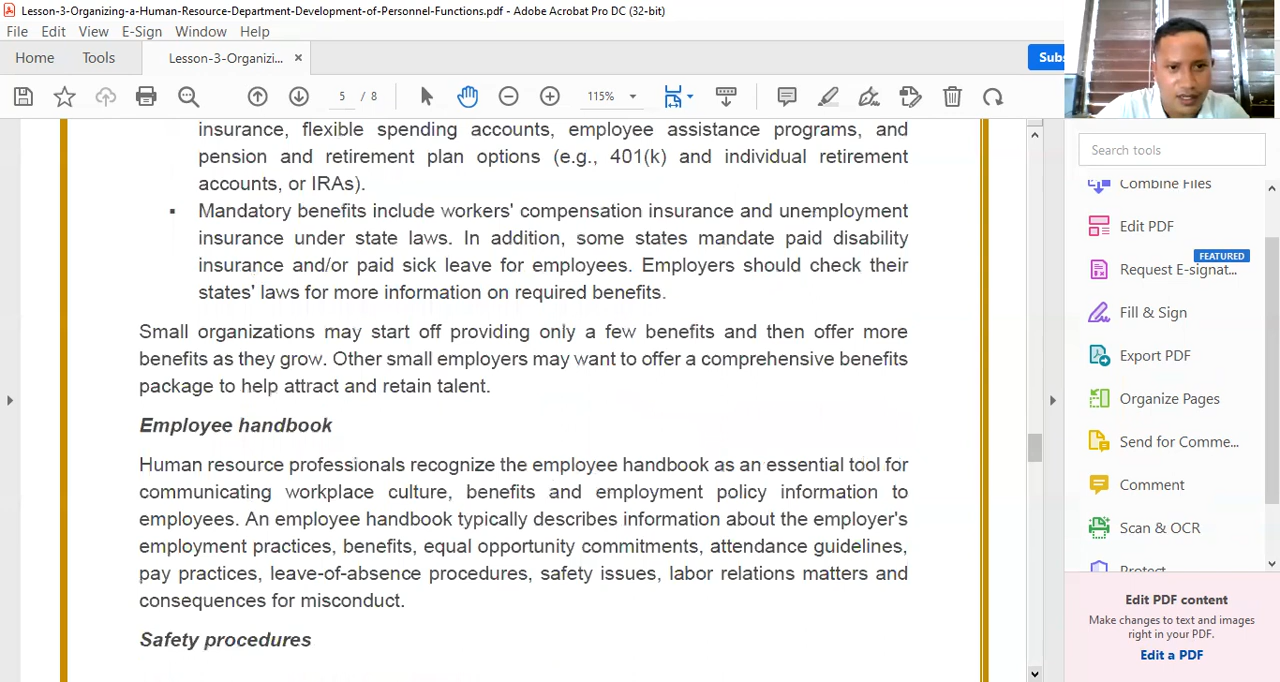 Lesson-3-Organizing-a-Human-Resource-Department-Development-of-Personnel-Functions.pdf - Adobe Acrobat Pro DC (32-bit)
File Edit View E-Sign Window Help
Home Tools Lesson-3-Organizi... ×
Subs
5 / 8 115%
Search tools
insurance, flexible spending accounts, employee assistance programs, and
pension and retirement plan options (e.g., 401(k) and individual retirement
accounts, or IRAs).
▪ Mandatory benefits include workers' compensation insurance and unemployment
insurance under state laws. In addition, some states mandate paid disability
insurance and/or paid sick leave for employees. Employers should check their
states' laws for more information on required benefits.
Small organizations may start off providing only a few benefits and then offer more
benefits as they grow. Other small employers may want to offer a comprehensive benefits
package to help attract and retain talent.
Employee handbook
Human resource professionals recognize the employee handbook as an essential tool for
communicating workplace culture, benefits and employment policy information to
employees. An employee handbook typically describes information about the employer's
employment practices, benefits, equal opportunity commitments, attendance guidelines,
pay practices, leave-of-absence procedures, safety issues, labor relations matters and
consequences for misconduct.
Safety procedures
Combine Files
Edit PDF
FEATURED
Request E-signat...
Fill & Sign
Export PDF
Organize Pages
Send for Comme...
Comment
Scan & OCR
Protect
Edit PDF content
Make changes to text and images
right in your PDF.
Edit a PDF